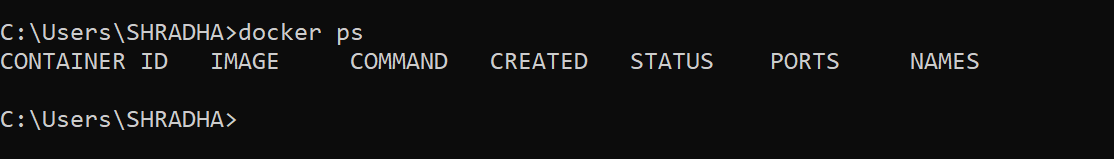 C:\Users\SHRADHA>docker ps
CONTAINER ID   IMAGE     COMMAND   CREATED   STATUS    PORTS     NAMES
C:\Users\SHRADHA>